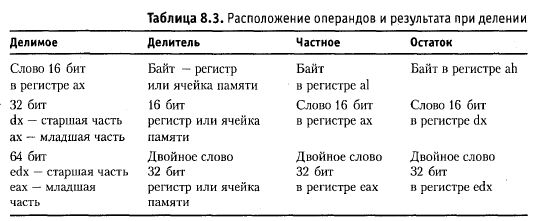 Таблица 8.3. Расположение операндов и результата при делении
Делимое Делитель Частное Остаток
Слово 16 бит Байт – регистр Байт Байт в регистре ah
в регистре ax или ячейка памяти в регистре al
32 бит 16 бит Слово 16 бит Слово 16 бит
dx – старшая часть регистр или ячейка в регистре ax в регистре dx
ax – младшая часть памяти
64 бит Двойное слово Двойное слово Двойное слово
edx – старшая часть 32 бит 32 бит 32 бит
eax – младшая регистр или ячейка в регистре eax в регистре edx
часть памяти